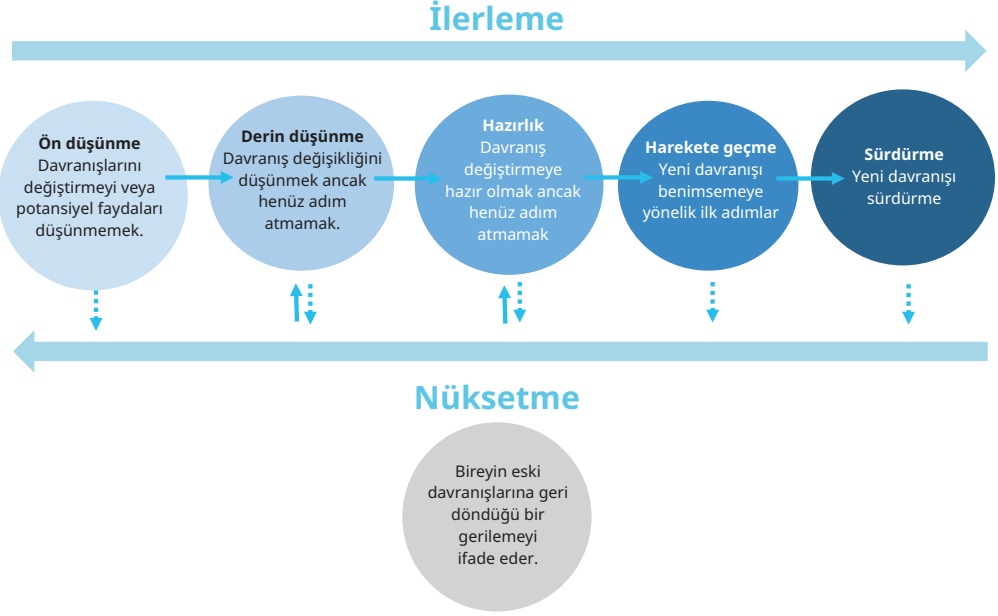 İlerleme
Ön düşünme
Davranışlarını
değiştirmeyi veya
potansiyel faydaları
düşünmemek.
Derin düşünme
Davranış değişikliğini
düşünmek ancak
henüz adım
atmamak.
Hazırlık
Davranış
değiştirmeye
hazır olmak ancak
henüz adım
atmamak
Harekete geçme
Yeni davranışı
benimsemeye
yönelik ilk adımlar
Sürdürme
Yeni davranışı
sürdürme
Nüksetme
Bireyin eski
davranışlarına geri
döndüğü bir
gerilemeyi
ifade eder.